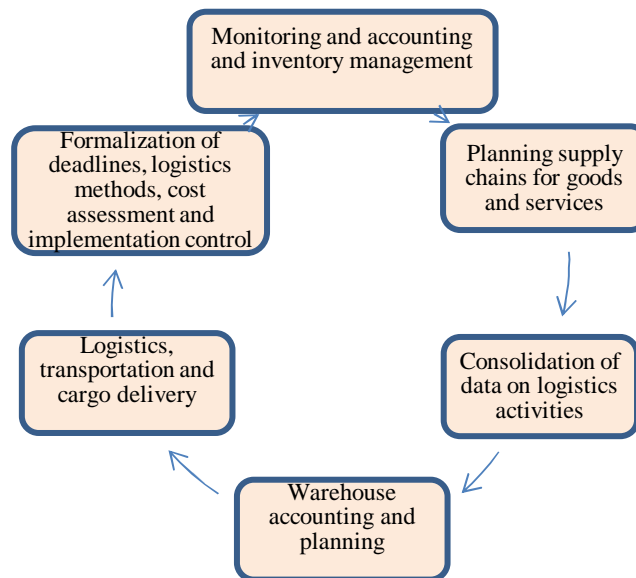 Monitoring and accounting
and inventory management
Planning supply
chains for goods
and services
Consolidation of
data on logistics
activities
Warehouse
accounting and
planning
Logistics,
transportation and
cargo delivery
Formalization of
deadlines, logistics
methods, cost
assessment and
implementation control